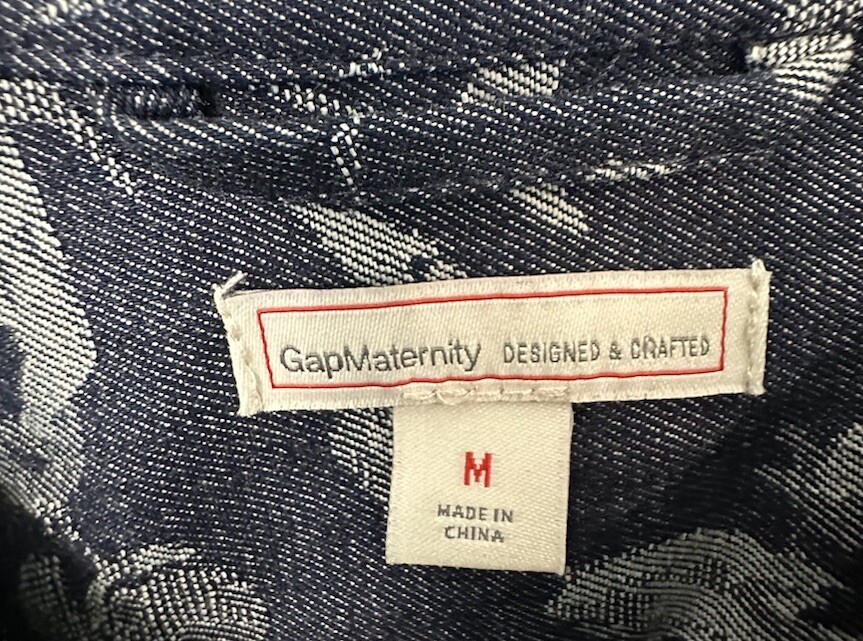 GapMaternity DESIGNED & CRAFTED
M
MADE IN
CHINA